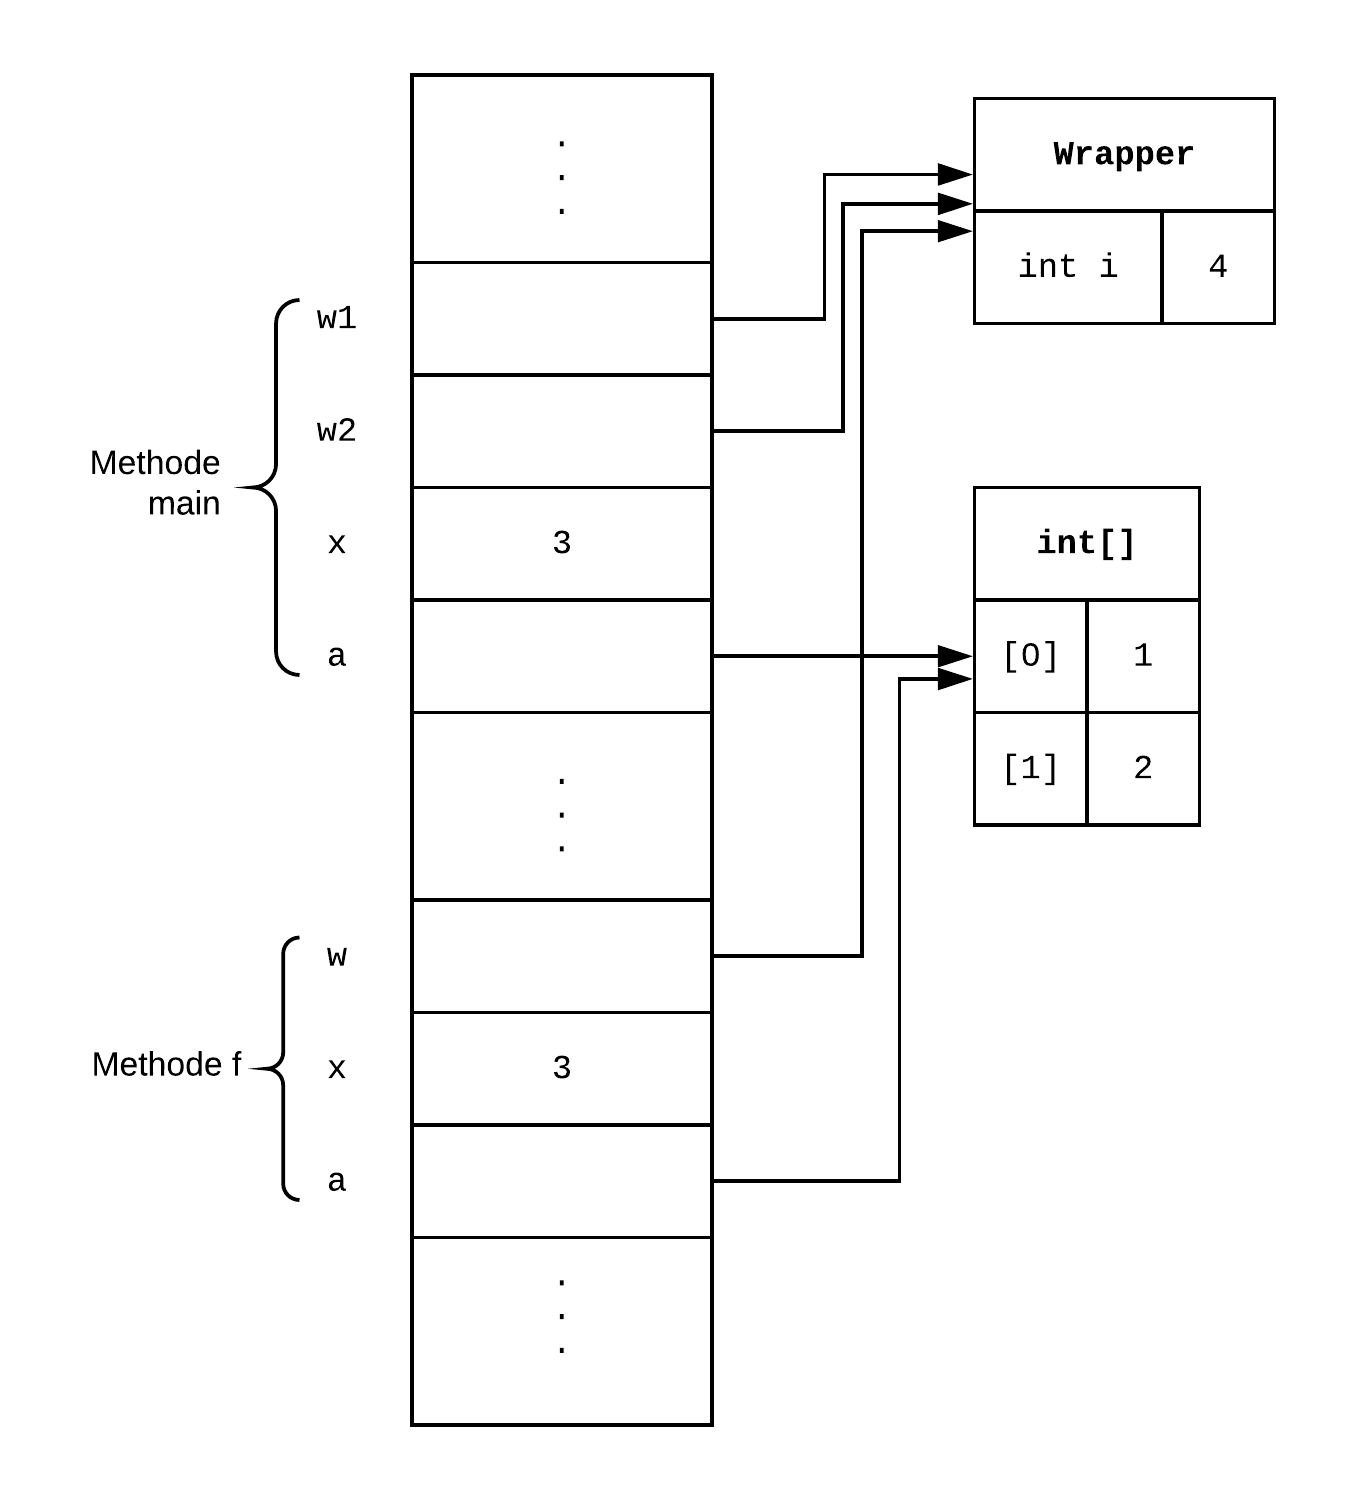 .
.
.
Wrapper
int i 4
w1
w2
Methode
main
x 3
int[]
a
[0] 1
[1] 2
.
.
.
w
Methode f
x 3
a
.
.
.